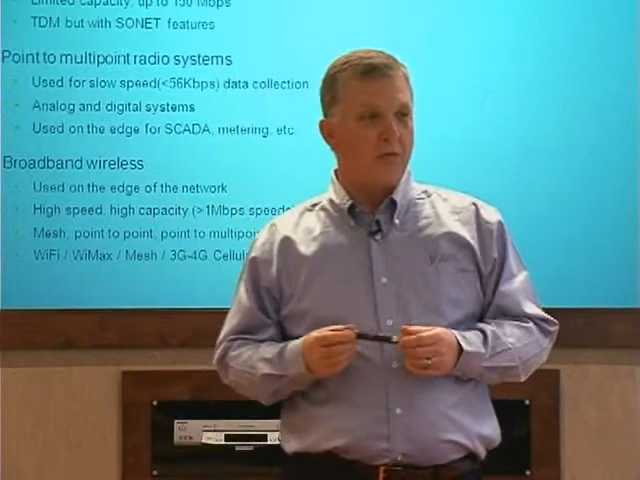 Limited capacity, up to 150 Mbps
TDM but with SONET features
Point to multipoint radio systems
Used for slow speed(<56Kbps) data collection
Analog and digital systems
Used on the edge for SCADA, metering, etc.
Broadband wireless
Used on the edge of the network
High speed, high capacity (>1Mbps speeds
Mesh, point to point, point to multipoi
WiFi / WiMax / Mesh / 3G-4G Cellul